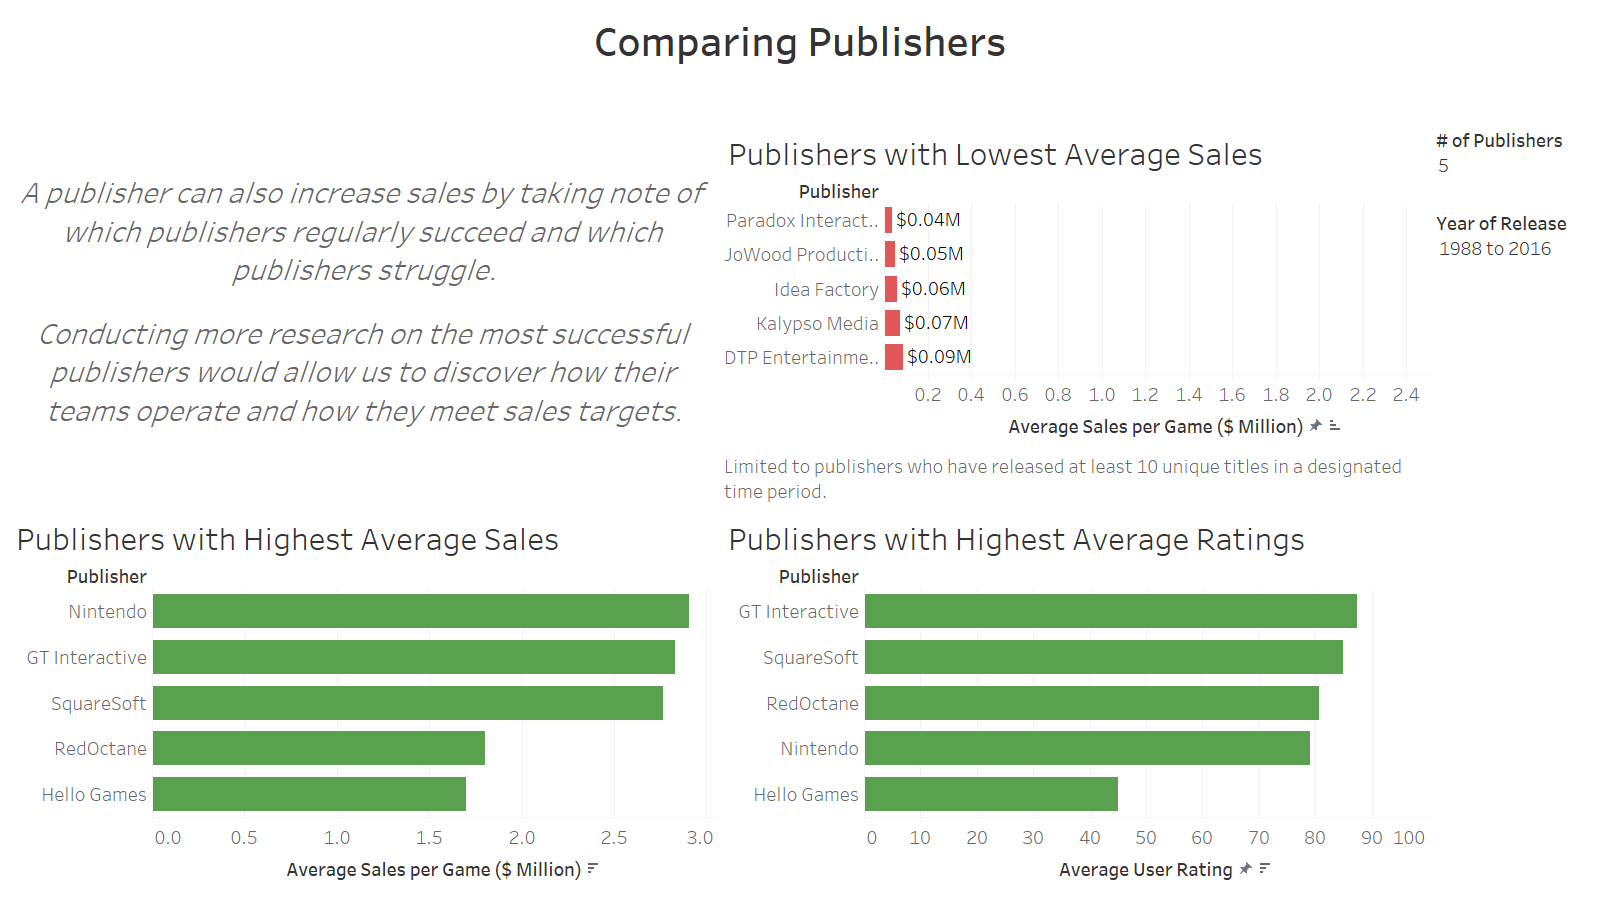 Comparing Publishers
A publisher can also increase sales by taking note of
which publishers regularly succeed and which
publishers struggle.
Conducting more research on the most successful
publishers would allow us to discover how their
teams operate and how they meet sales targets.
Publishers with Lowest Average Sales
Publisher
Paradox Interact.. $0.04M
JoWood Producti.. $0.05M
Idea Factory $0.06M
Kalypso Media $0.07M
DTP Entertainme.. $0.09M
0.2 0.4 0.6 0.8 1.0 1.2 1.4 1.6 1.8 2.0 2.2 2.4
Average Sales per Game ($ Million)
Limited to publishers who have released at least 10 unique titles in a designated
time period.
# of Publishers
5
Year of Release
1988 to 2016
Publishers with Highest Average Sales
Publisher
Nintendo
GT Interactive
SquareSoft
RedOctane
Hello Games
0.0 0.5 1.0 1.5 2.0 2.5 3.0
Average Sales per Game ($ Million)
Publishers with Highest Average Ratings
Publisher
GT Interactive
SquareSoft
RedOctane
Nintendo
Hello Games
0 10 20 30 40 50 60 70 80 90 100
Average User Rating